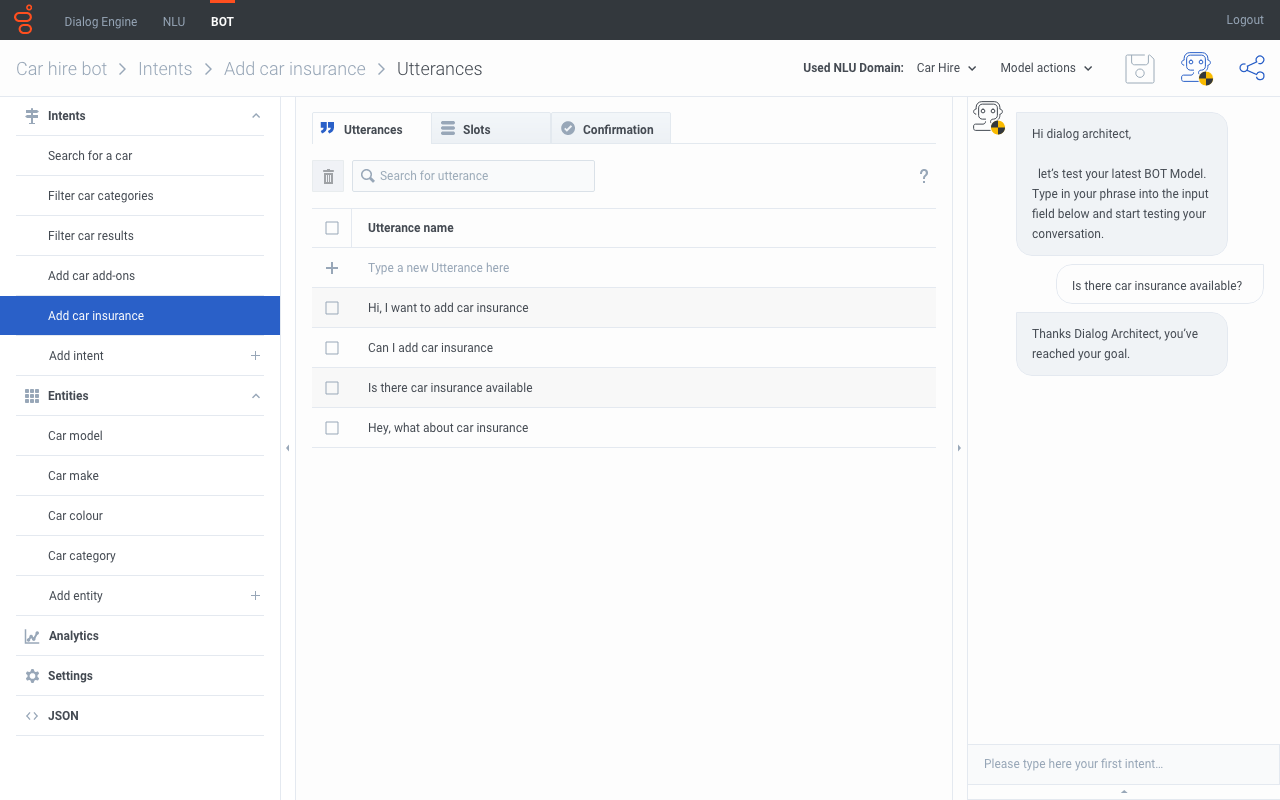 Dialog Engine NLU BOT Logout
Car hire bot > Intents > Add car insurance > Utterances Used NLU Domain: Car Hire Model actions
Intents
Search for a car
Filter car categories
Filter car results
Add car add-ons
Add car insurance
Add intent
Entities
Car model
Car make
Car colour
Car category
Add entity
Analytics
Settings
JSON
Utterances Slots Confirmation
Search for utterance ?
Utterance name
Type a new Utterance here
Hi, I want to add car insurance
Can I add car insurance
Is there car insurance available
Hey, what about car insurance
Hi dialog architect,
let’s test your latest BOT Model.
Type in your phrase into the input
field below and start testing your
conversation.
Is there car insurance available?
Thanks Dialog Architect, you’ve
reached your goal.
Please type here your first intent...